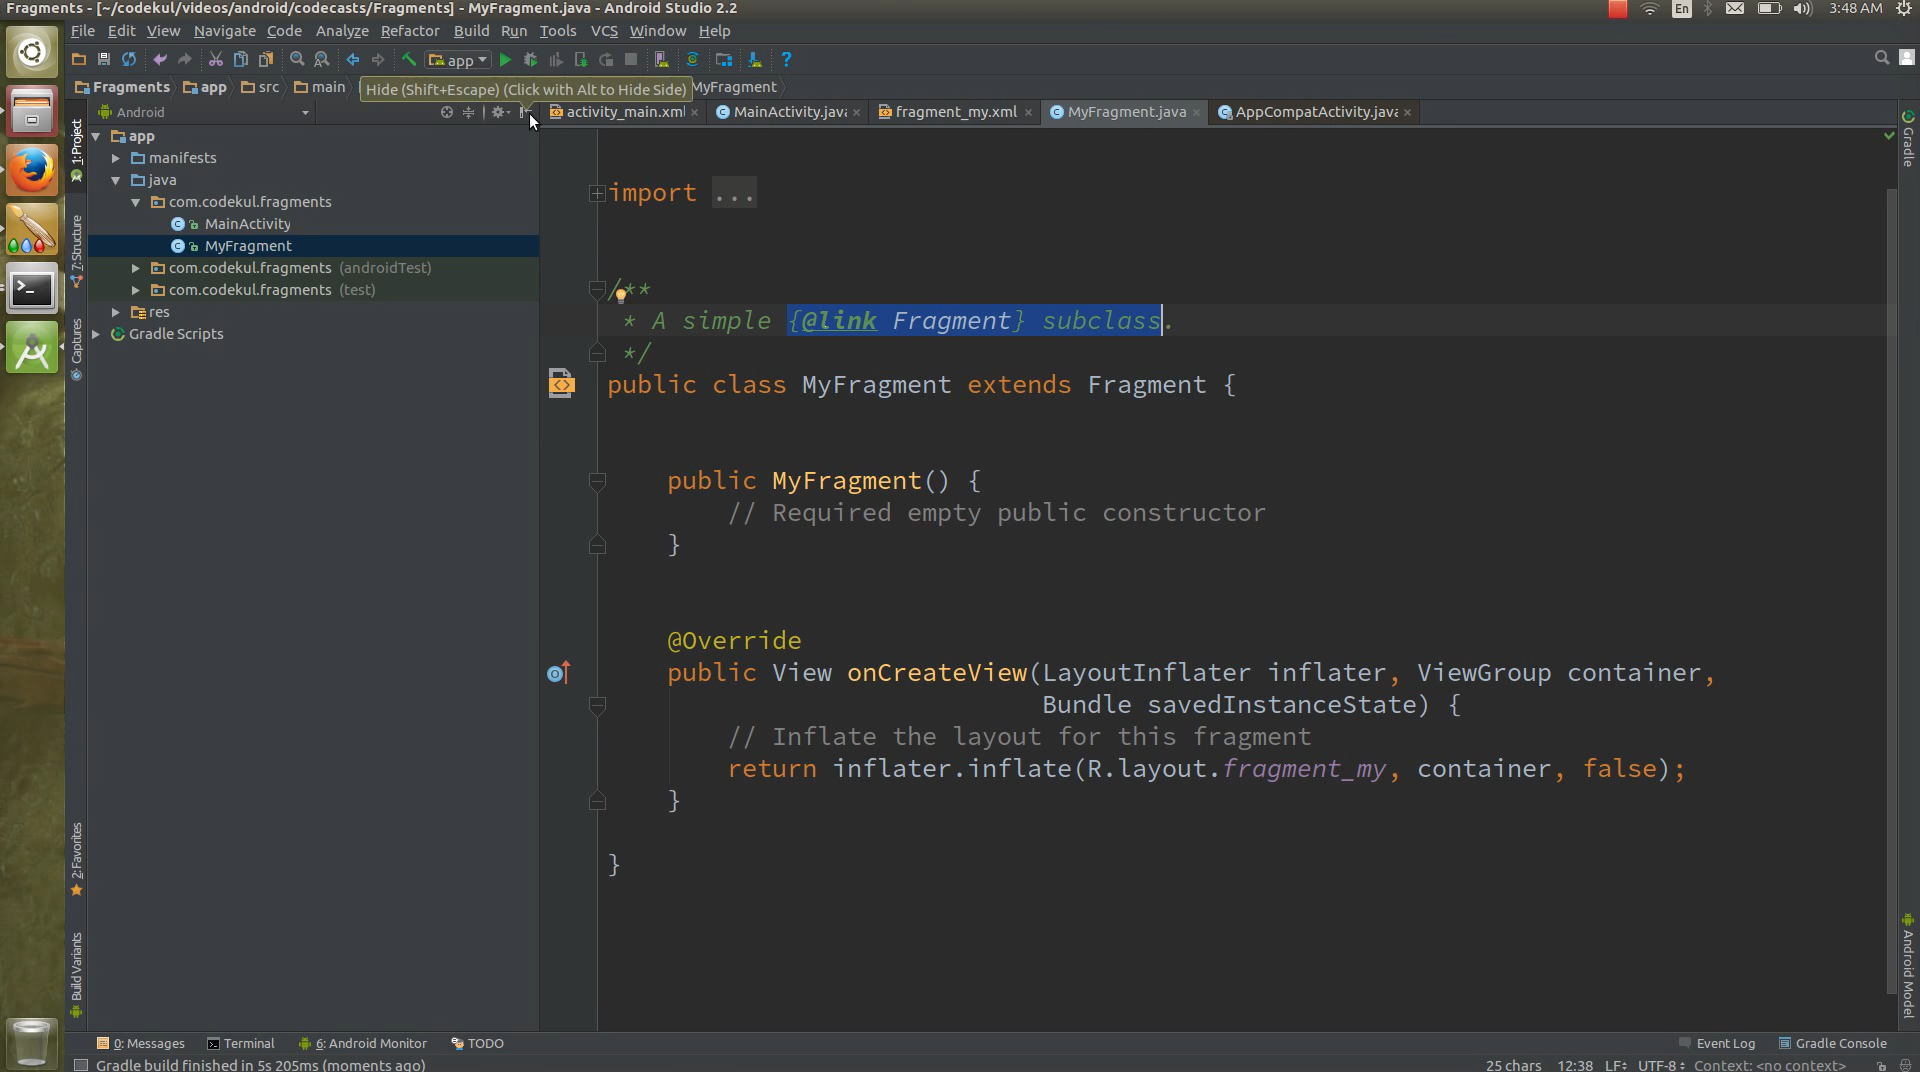 Fragments - [~/codekul/videos/android/codecasts/Fragments] - MyFragment.java - Android Studio 2.2
En
3:48 AM
File Edit View Navigate Code Analyze Refactor Build Run Tools VCS Window Help
app
Fragments app src main
Hide (Shift+Escape) (Click with Alt to Hide Side)
MyFragment
Android
activity_main.xml MainActivity.java fragment_my.xml MyFragment.java AppCompatActivity.java
1: Project
7: Structure
Captures
2: Favorites
Build Variants
app
manifests
java
com.codekul.fragments
MainActivity
MyFragment
com.codekul.fragments (androidTest)
com.codekul.fragments (test)
res
Gradle Scripts
import ...
/**
* A simple {@link Fragment} subclass.
*/
public class MyFragment extends Fragment {
public MyFragment() {
// Required empty public constructor
}
@Override
public View onCreateView(LayoutInflater inflater, ViewGroup container,
Bundle savedInstanceState) {
// Inflate the layout for this fragment
return inflater.inflate(R.layout.fragment_my, container, false);
}
}
Gradle
Android Model
0: Messages Terminal 6: Android Monitor TODO Event Log Gradle Console
Gradle build finished in 5s 205ms (moments ago) 25 chars 12:38 LF UTF-8 Context: <no context>